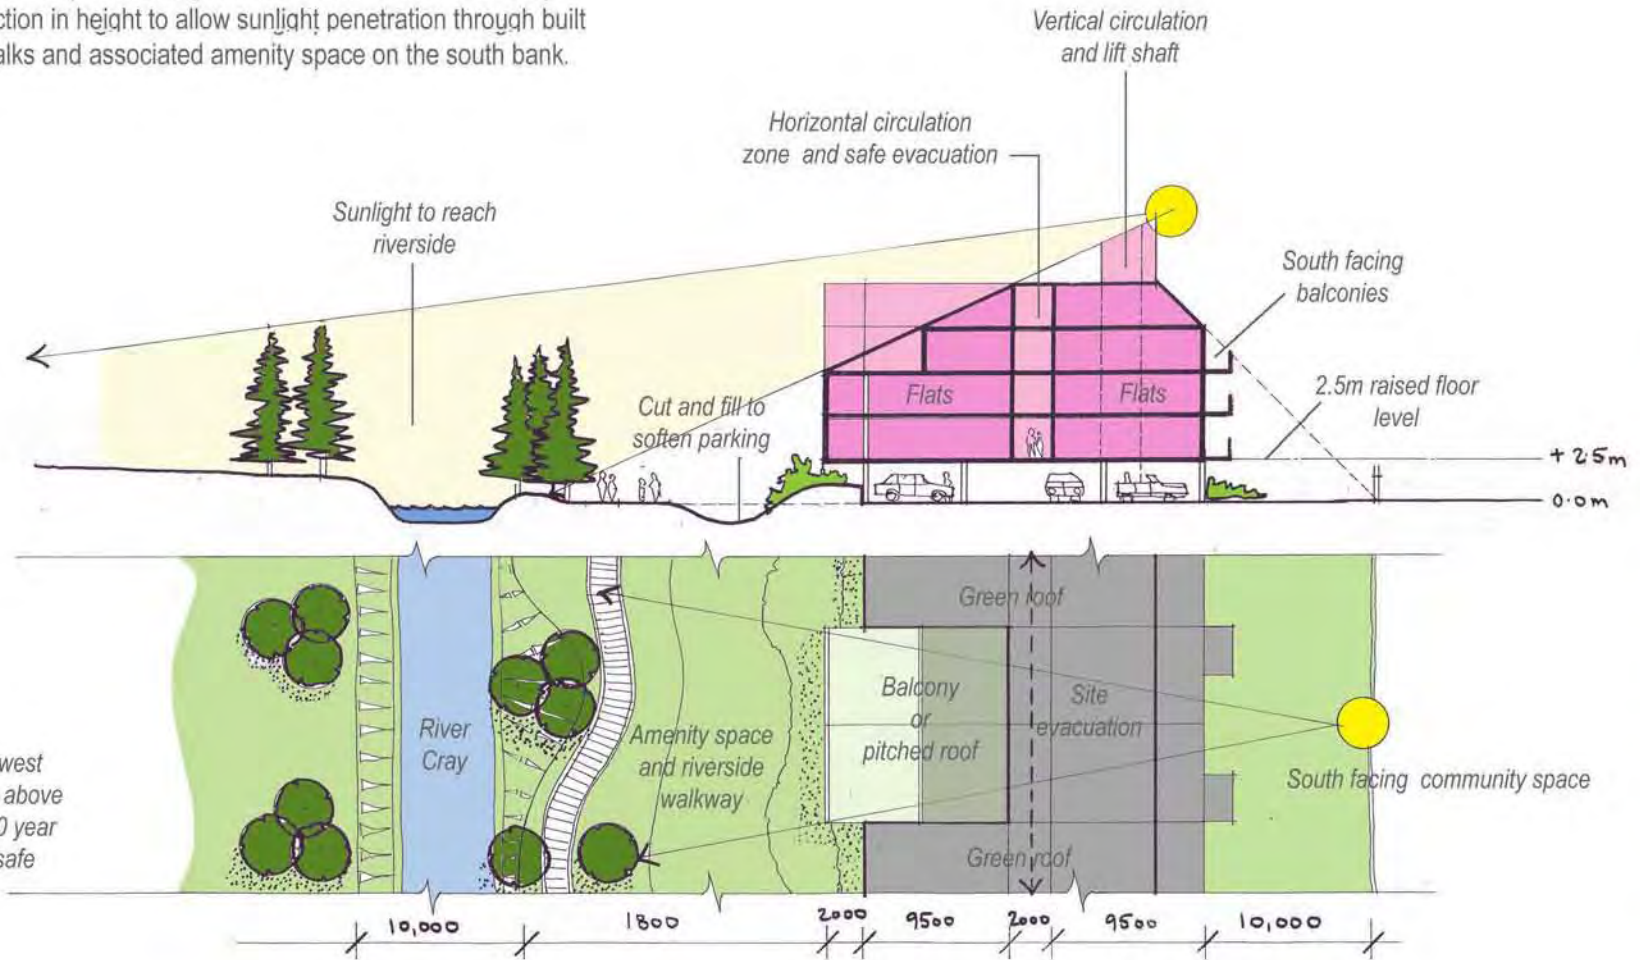 ction in height to allow sunlight penetration through built
alks and associated amenity space on the south bank.
Vertical circulation
and lift shaft
Horizontal circulation
zone and safe evacuation
Sunlight to reach
riverside
South facing
balconies
Cut and fill to
soften parking
Flats
Flats
2.5m raised floor
level
+ 2.5m
0.0m
Green roof
River
Cray
Amenity space
and riverside
walkway
Balcony
or
pitched roof
Site
evacuation
South facing community space
Green roof
west
above
0 year
safe
10,000
1800
2000
9500
2000
9500
10,000